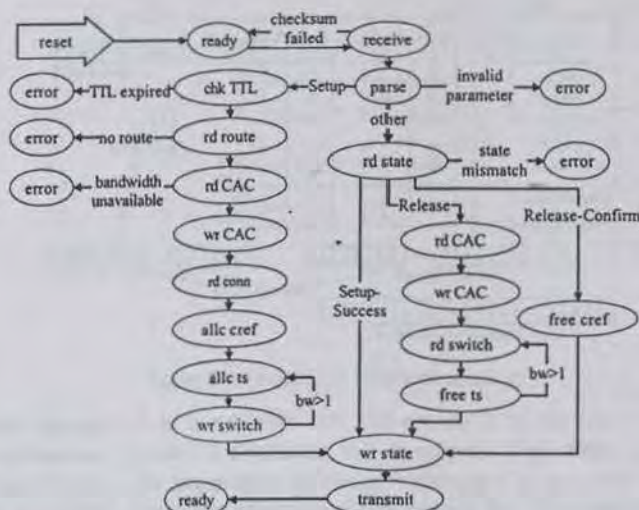 checksum
failed
reset
ready
receive
error
TTL expired
chk TTL
Setup
parse
invalid
parameter
error
other
error
no route
rd route
rd state
state
mismatch
error
error
bandwidth
unavailable
rd CAC
Release
Release-Confirm
wr CAC
rd CAC
rd conn
Setup-
Success
wr CAC
free cref
allc cref
rd switch
allc ts
bw>1
free ts
bw>1
wr switch
wr state
ready
transmit